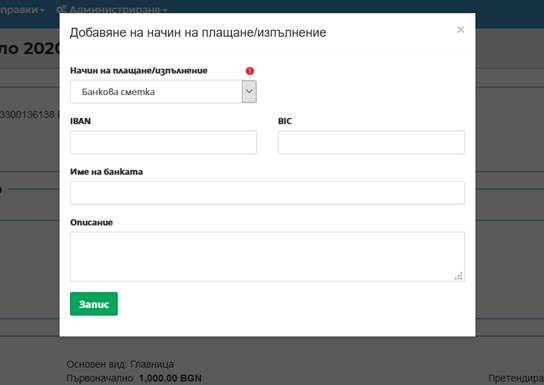 правки Администриране
Добавяне на начин на плащане/изпълнение ×
ло 2020
Начин на плащане/изпълнение
Банкова сметка
3300136138
IBAN BIC
Име на банката
Описание
Запис
Основен вид: Главница
Първоначално: 1,000.00 BGN Претендира